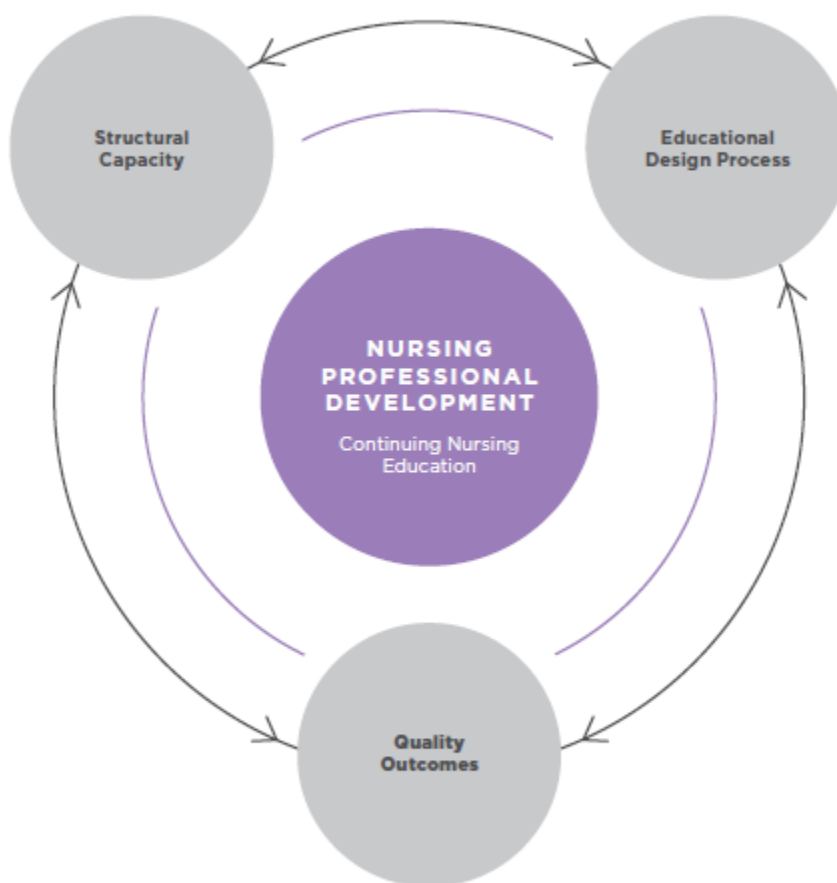 Structural
Capacity
Educational
Design Process
NURSING
PROFESSIONAL
DEVELOPMENT
Continuing Nursing
Education
Quality
Outcomes